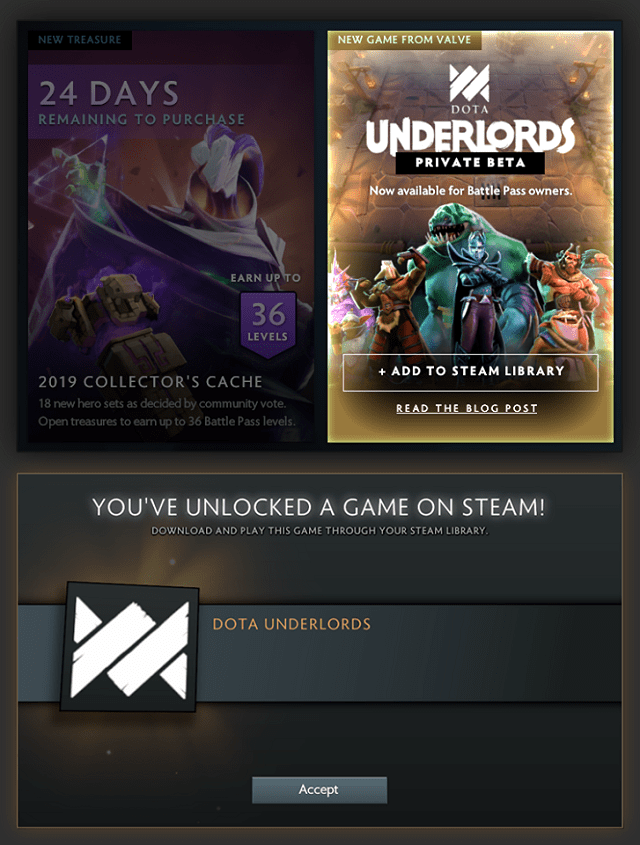 NEW TREASURE
24 DAYS
REMAINING TO PURCHASE
EARN UP TO
36
LEVELS
2019 COLLECTOR'S CACHE
18 new hero sets as decided by community vote.
Open treasures to earn up to 36 Battle Pass levels.
NEW GAME FROM VALVE
DOTA
UNDERLORDS
PRIVATE BETA
Now available for Battle Pass owners.
+ ADD TO STEAM LIBRARY
READ THE BLOG POST
YOU'VE UNLOCKED A GAME ON STEAM!
DOWNLOAD AND PLAY THIS GAME THROUGH YOUR STEAM LIBRARY.
DOTA UNDERLORDS
Accept